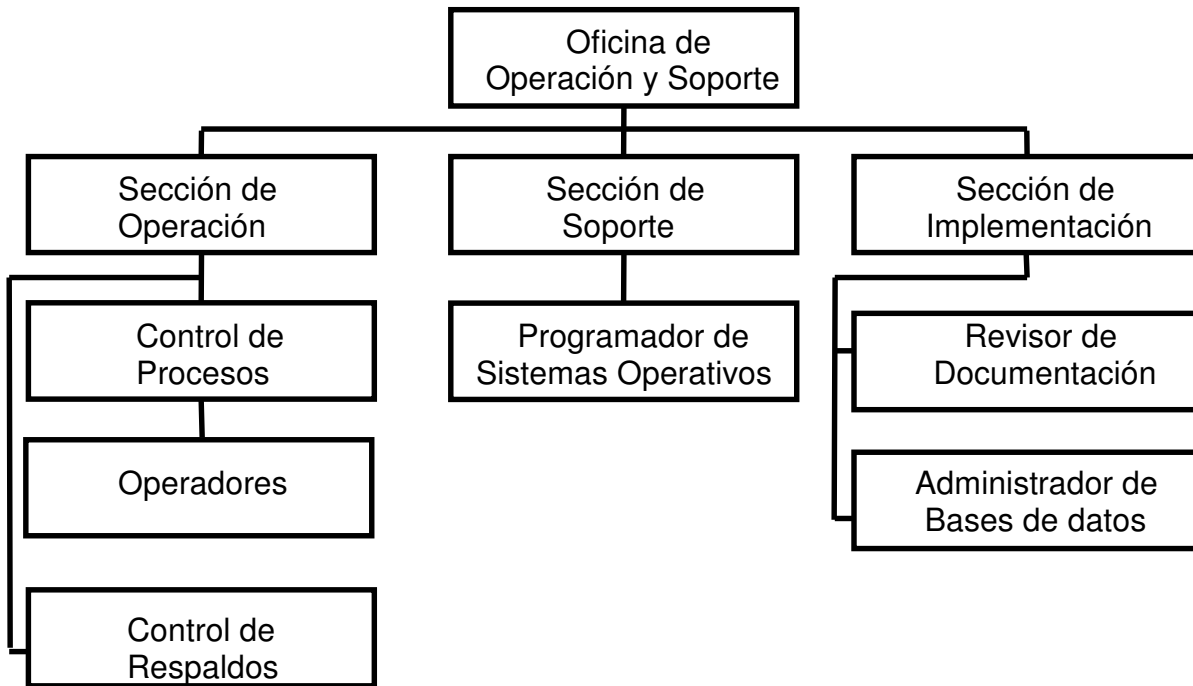 Oficina de
Operación y Soporte
Sección de
Operación
Sección de
Soporte
Sección de
Implementación
Control de
Procesos
Programador de
Sistemas Operativos
Revisor de
Documentación
Operadores
Administrador de
Bases de datos
Control de
Respaldos